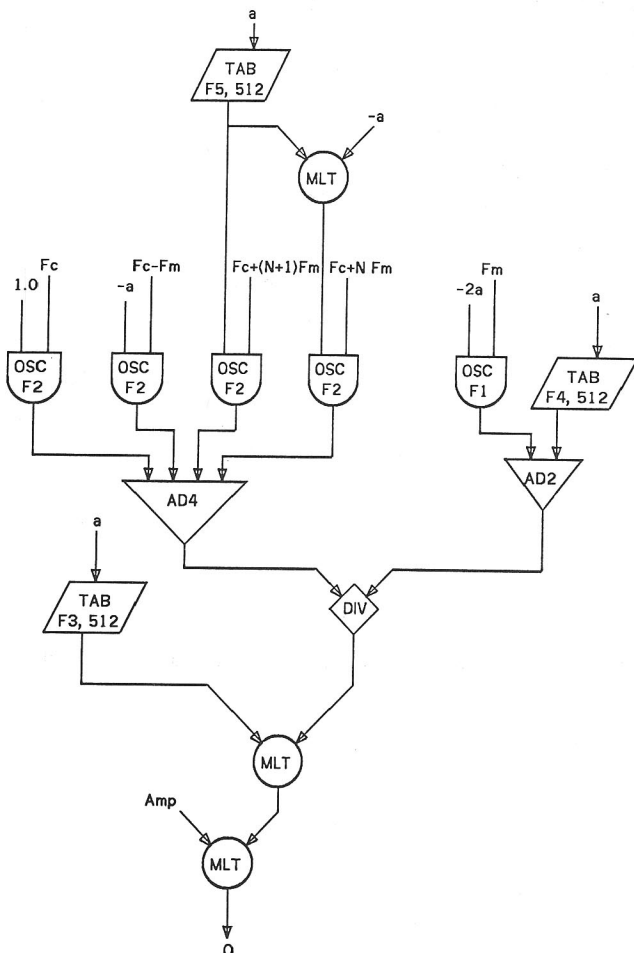 a
TAB
F5, 512
-a
MLT
Fc
1.0
Fc-Fm
-a
Fc+(N+1)Fm
Fc+N Fm
Fm
-2a
a
OSC
F2
OSC
F2
OSC
F2
OSC
F2
OSC
F1
TAB
F4, 512
AD4
AD2
a
TAB
F3, 512
DIV
MLT
Amp
MLT